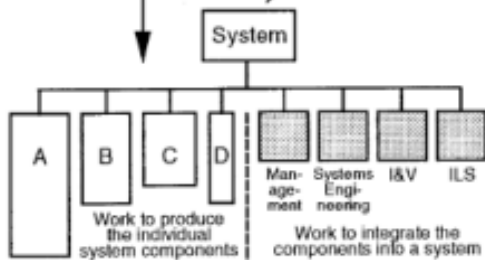 System
A
B
C
D
Man-
age-
ment
Systems
Engi-
neering
I&V
ILS
Work to produce
the individual
system components
Work to integrate the
components into a system